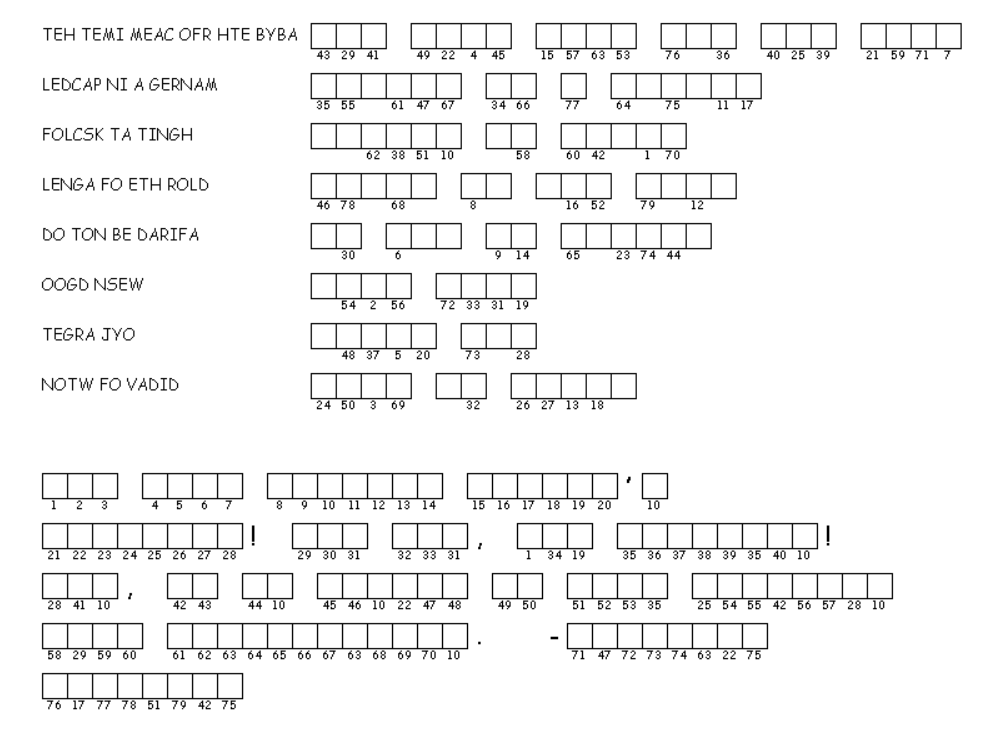 TEH TEMI MEAC OFR HTE BYBA
43 29 41 49 22 4 45 15 57 63 53 76 36 40 25 39 21 59 71 7
LEDCAP NI A GERNAM
35 55 61 47 67 34 66 77 64 75 11 17
FOLCSK TA TINGH
62 38 51 10 58 60 42 1 70
LENGA FO ETH ROLD
46 78 68 8 16 52 79 12
DO TON BE DARIFA
30 6 9 14 65 23 74 44
OOGD NSEW
54 2 56 72 33 31 19
TEGRA JYO
48 37 5 20 73 28
NOTW FO VADID
24 50 3 69 32 26 27 13 18
' 
1 2 3 4 5 6 7 8 9 10 11 12 13 14 15 16 17 18 19 20 10
! , !
21 22 23 24 25 26 27 28 29 30 31 32 33 31 1 34 19 35 36 37 38 39 35 40 10
,
28 41 10 42 43 44 10 45 46 10 22 47 48 49 50 51 52 53 35 25 54 55 42 56 57 28 10
. -
58 29 59 60 61 62 63 64 65 66 67 63 68 69 70 10 71 47 72 73 74 63 22 75
76 17 77 78 51 79 42 75